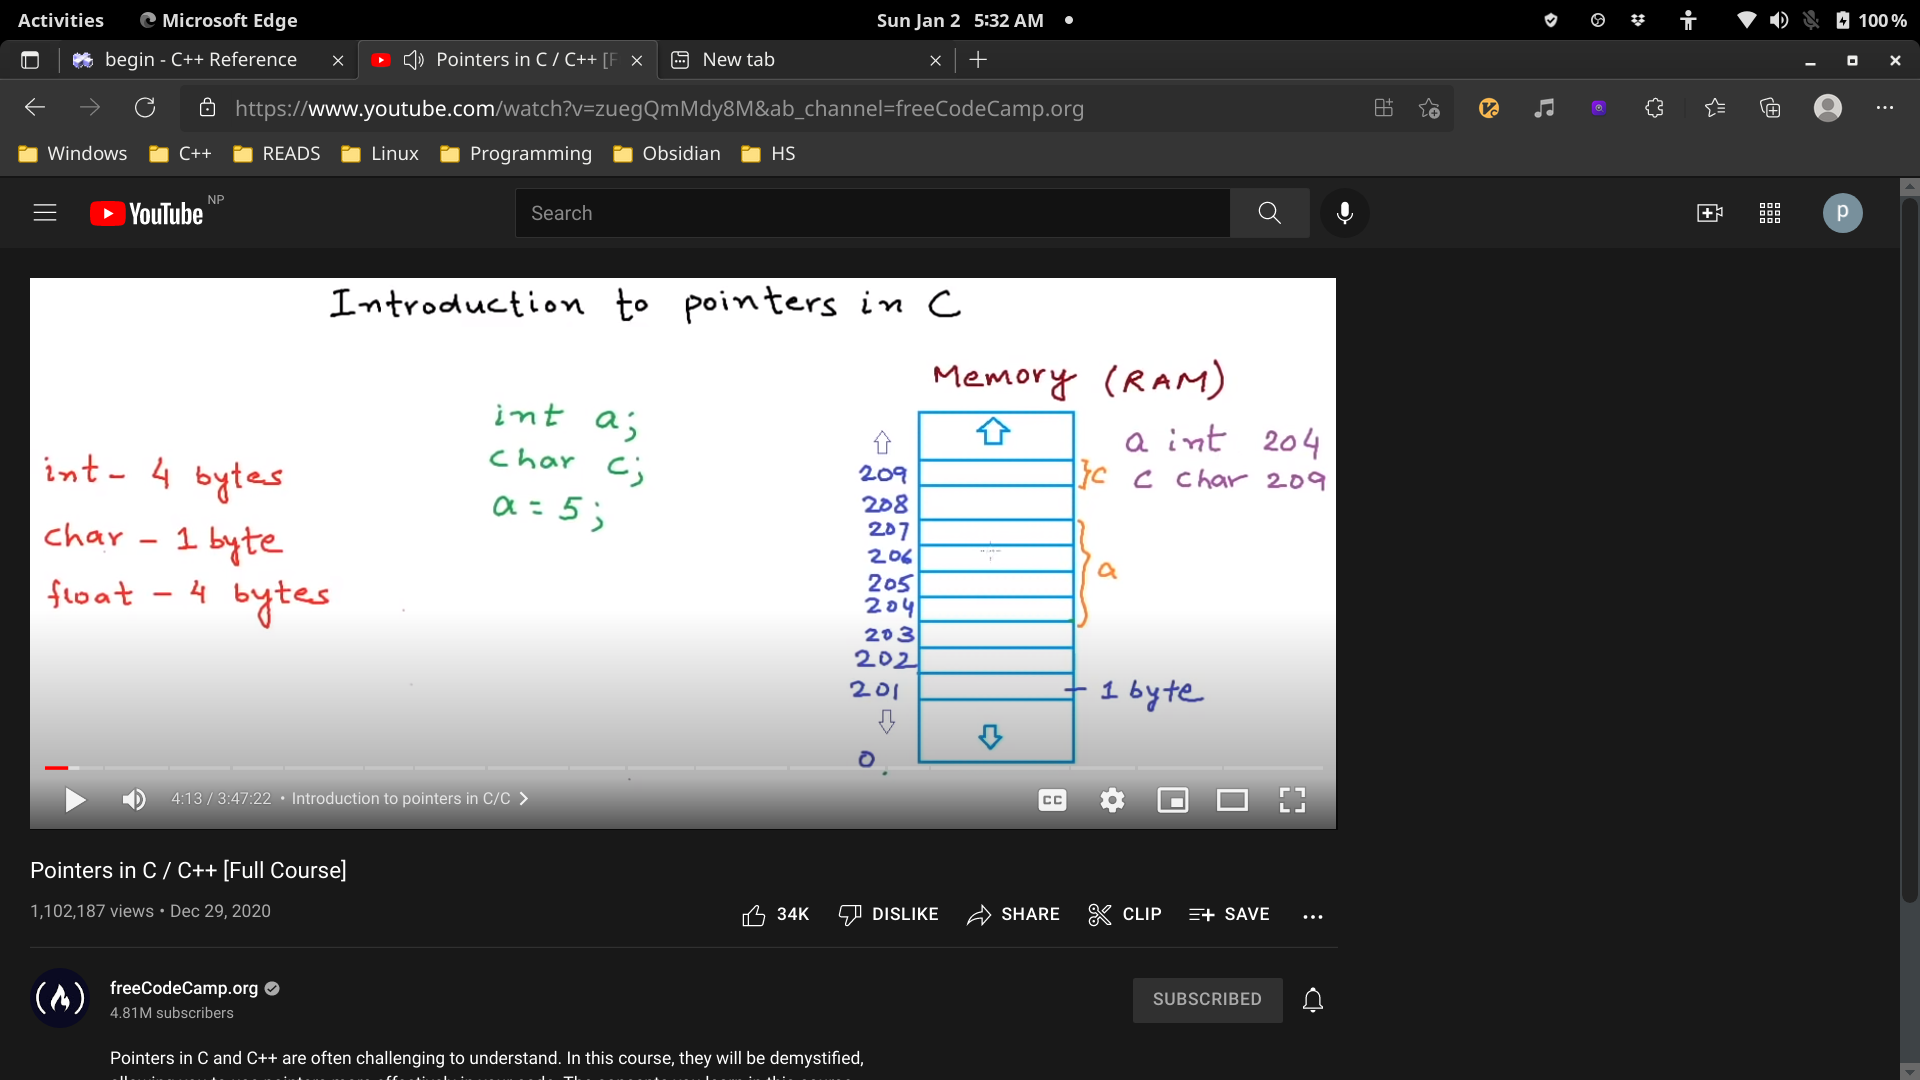 Activities Microsoft Edge Sun Jan 2 5:32 AM 100 %
begin - C++ Reference Pointers in C / C++ [F New tab
https://www.youtube.com/watch?v=zuegQmMdy8M&ab_channel=freeCodeCamp.org
Windows C++ READS Linux Programming Obsidian HS
YouTube NP Search p
Introduction to pointers in C
Memory (RAM)
int a;
char c;
a = 5;
int - 4 bytes
char - 1 byte
float - 4 bytes
209
208
207
206
205
204
203
202
201
0
} c
} a
a int 204
c char 209
- 1 byte
4:13 / 3:47:22 • Introduction to pointers in C/C
CC
Pointers in C / C++ [Full Course]
1,102,187 views • Dec 29, 2020
34K DISLIKE SHARE CLIP SAVE
freeCodeCamp.org
4.81M subscribers
SUBSCRIBED
Pointers in C and C++ are often challenging to understand. In this course, they will be demystified,